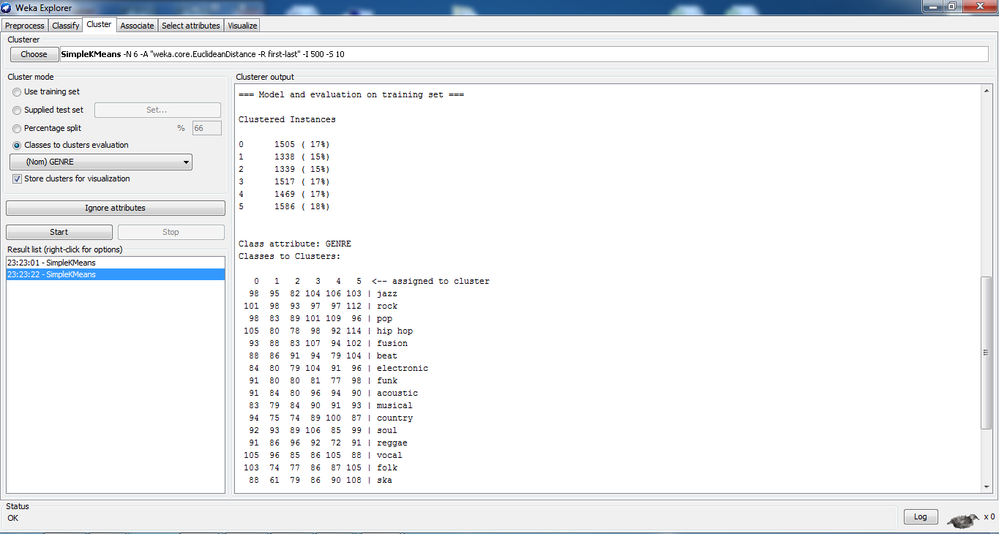 Weka Explorer
Preprocess Classify Cluster Associate Select attributes Visualize
Clusterer
Choose SimpleKMeans -N 6 -A "weka.core.EuclideanDistance -R first-last" -I 500 -S 10
Cluster mode
Use training set
Supplied test set Set...
Percentage split % 66
Classes to clusters evaluation
(Nom) GENRE
Store clusters for visualization
Ignore attributes
Start Stop
Result list (right-click for options)
23:23:01 - SimpleKMeans
23:23:22 - SimpleKMeans
Clusterer output
=== Model and evaluation on training set ===
Clustered Instances
0 1505 ( 17%)
1 1338 ( 15%)
2 1339 ( 15%)
3 1517 ( 17%)
4 1469 ( 17%)
5 1586 ( 18%)
Class attribute: GENRE
Classes to Clusters:
0 1 2 3 4 5 <-- assigned to cluster
98 95 82 104 106 103 | jazz
101 98 93 97 97 112 | rock
98 83 89 101 109 96 | pop
105 80 78 98 92 114 | hip hop
93 88 83 107 94 102 | fusion
88 86 91 94 79 104 | beat
84 80 79 104 91 96 | electronic
91 80 80 81 77 98 | funk
91 84 80 96 94 90 | acoustic
83 79 84 90 91 93 | musical
94 75 74 89 100 87 | country
92 93 89 106 85 99 | soul
91 86 96 92 72 91 | reggae
105 96 85 86 105 88 | vocal
103 74 77 86 87 105 | folk
88 61 79 86 90 108 | ska
Status
OK
Log x 0